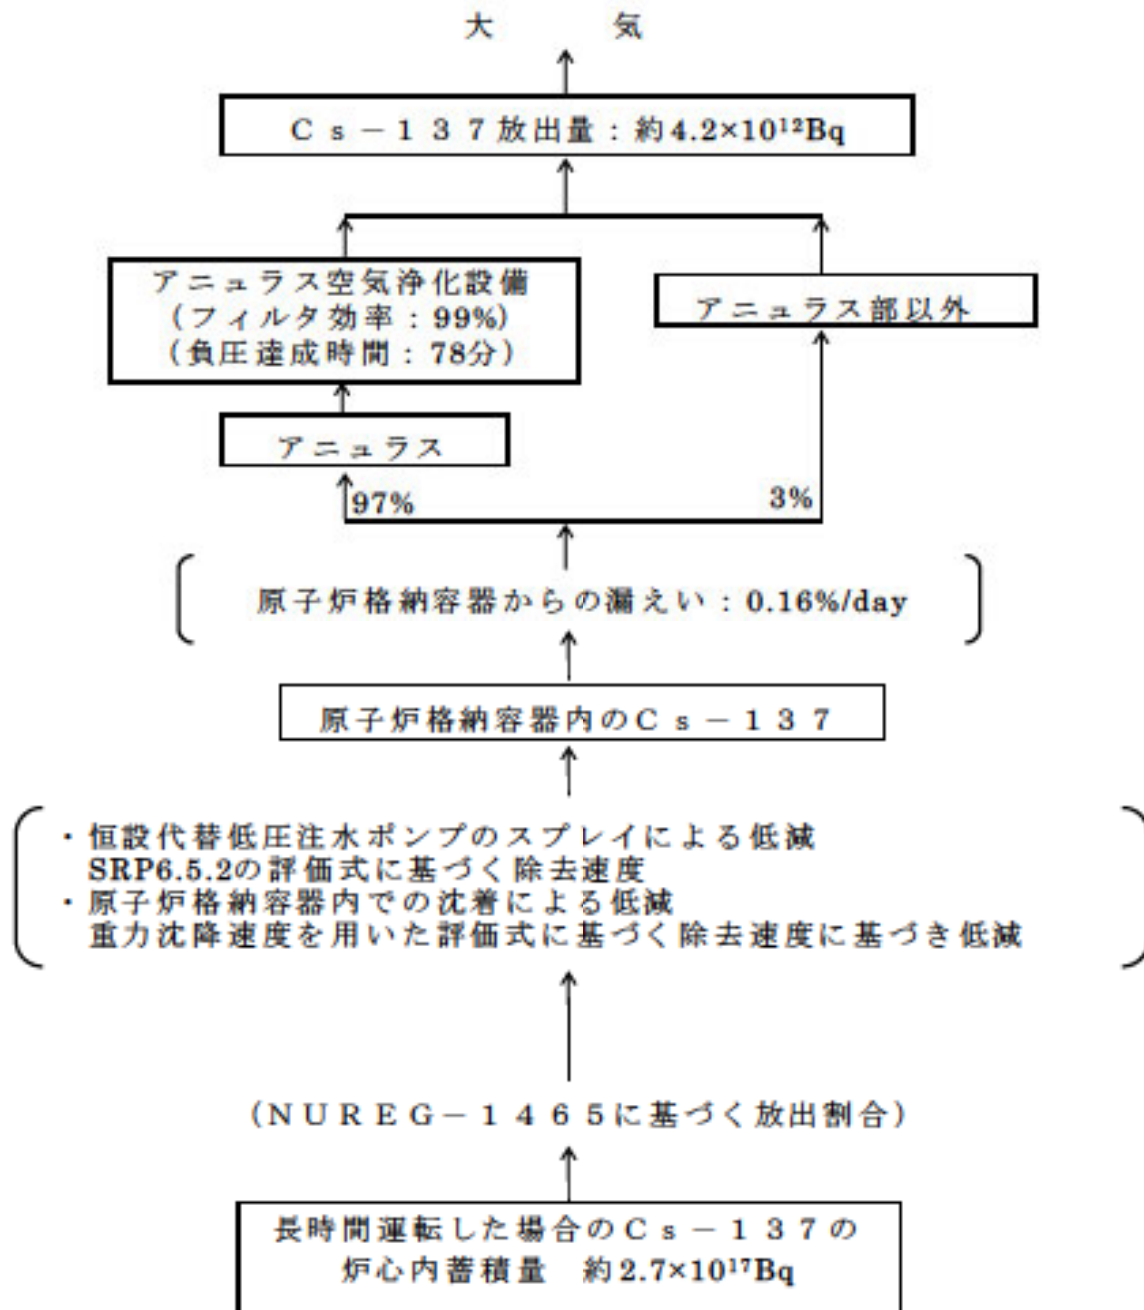 大　　気
Ｃｓ－１３７放出量：約4.2×10¹²Bq
アニュラス空気浄化設備
（フィルタ効率：99%）
（負圧達成時間：78分）
アニュラス部以外
アニュラス
97%
3%
原子炉格納容器からの漏えい：0.16%/day
原子炉格納容器内のＣｓ－１３７
・恒設代替低圧注水ポンプのスプレイによる低減
SRP6.5.2の評価式に基づく除去速度
・原子炉格納容器内での沈着による低減
重力沈降速度を用いた評価式に基づく除去速度に基づき低減
（ＮＵＲＥＧ－１４６５に基づく放出割合）
長時間運転した場合のＣｓ－１３７の
炉心内蓄積量　約2.7×10¹⁷Bq